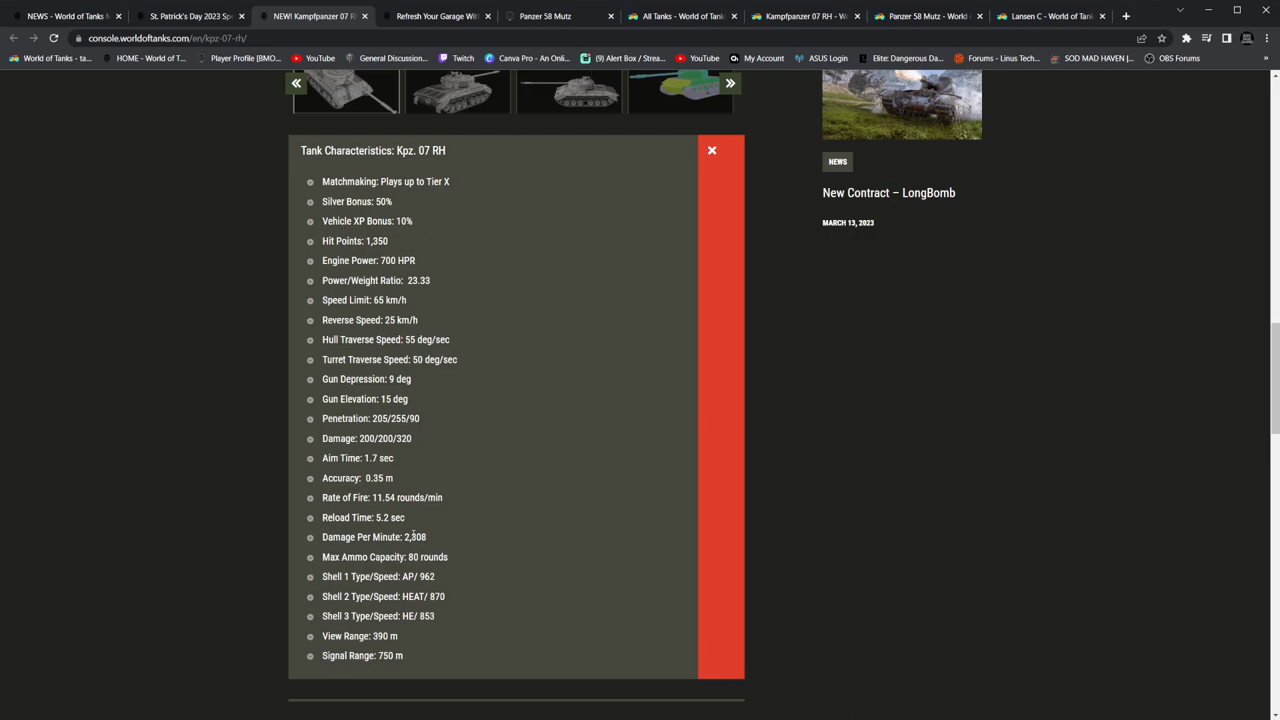 NEWS - World of Tanks M
St. Patrick's Day 2023 Spe
NEW! Kampfpanzer 07 R
Refresh Your Garage With
Panzer 58 Mutz
All Tanks - World of Tanks
Kampfpanzer 07 RH - Wo
Panzer 58 Mutz - World o
Lansen C - World of Tank
console.worldoftanks.com/en/kpz-07-rh/
World of Tanks - ta...
HOME - World of T...
Player Profile [BMO...
YouTube
General Discussion...
Twitch
Canva Pro - An Onli...
(9) Alert Box / Strea...
YouTube
My Account
ASUS Login
Elite: Dangerous Da...
Forums - Linus Tech...
SOD MAD HAVEN |...
OBS Forums
Tank Characteristics: Kpz. 07 RH
Matchmaking: Plays up to Tier X
Silver Bonus: 50%
Vehicle XP Bonus: 10%
Hit Points: 1,350
Engine Power: 700 HPR
Power/Weight Ratio: 23.33
Speed Limit: 65 km/h
Reverse Speed: 25 km/h
Hull Traverse Speed: 55 deg/sec
Turret Traverse Speed: 50 deg/sec
Gun Depression: 9 deg
Gun Elevation: 15 deg
Penetration: 205/255/90
Damage: 200/200/320
Aim Time: 1.7 sec
Accuracy: 0.35 m
Rate of Fire: 11.54 rounds/min
Reload Time: 5.2 sec
Damage Per Minute: 2,308
Max Ammo Capacity: 80 rounds
Shell 1 Type/Speed: AP/ 962
Shell 2 Type/Speed: HEAT/ 870
Shell 3 Type/Speed: HE/ 853
View Range: 390 m
Signal Range: 750 m
NEWS
New Contract – LongBomb
MARCH 13, 2023